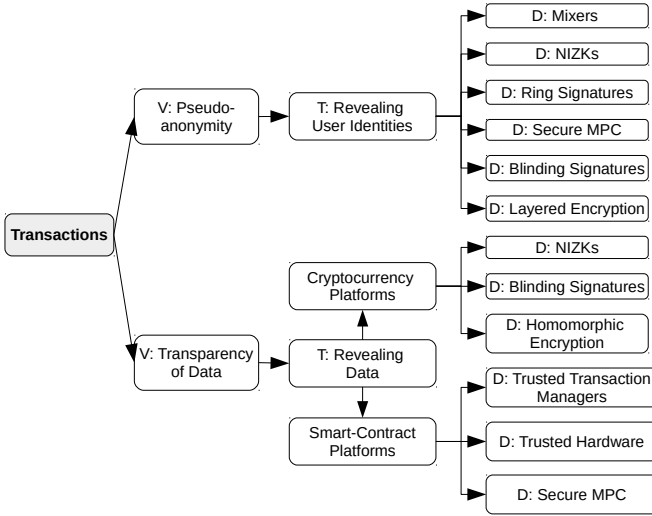 Transactions
V: Pseudo-
anonymity
T: Revealing
User Identities
D: Mixers
D: NIZKs
D: Ring Signatures
D: Secure MPC
D: Blinding Signatures
D: Layered Encryption
V: Transparency
of Data
T: Revealing
Data
Cryptocurrency
Platforms
D: NIZKs
D: Blinding Signatures
D: Homomorphic
Encryption
Smart-Contract
Platforms
D: Trusted Transaction
Managers
D: Trusted Hardware
D: Secure MPC